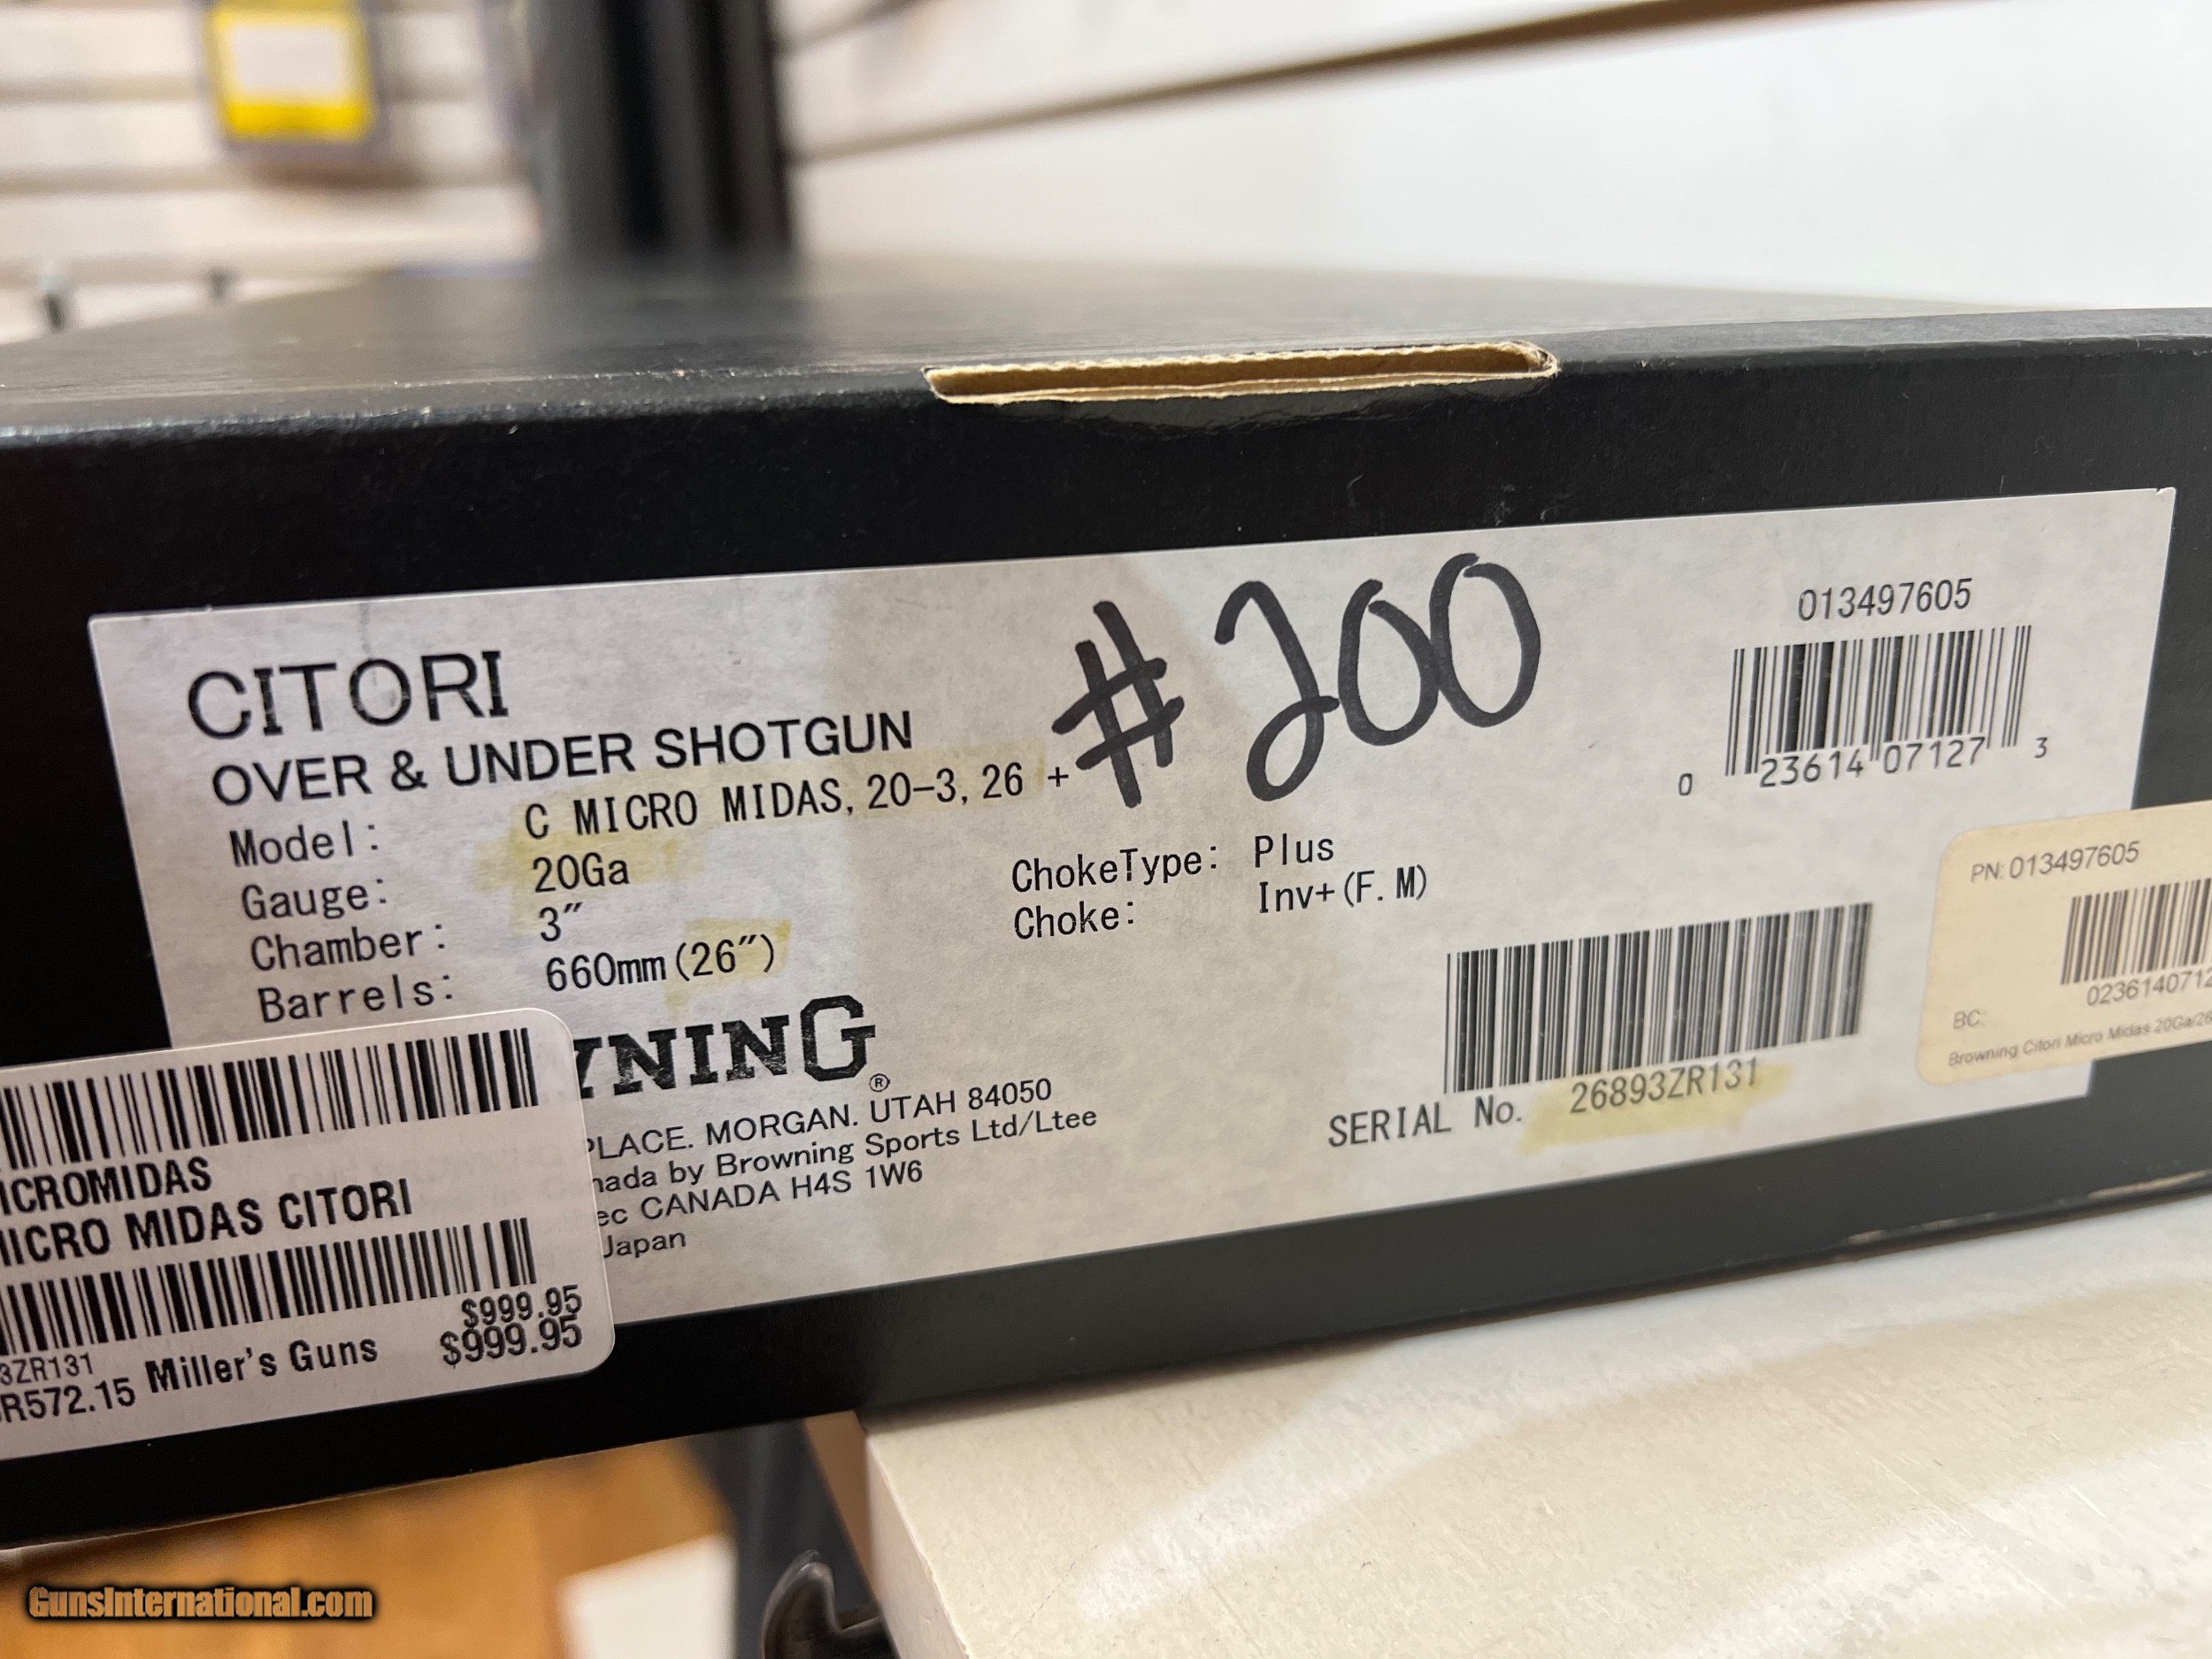 CITORI
OVER & UNDER SHOTGUN
Model: C MICRO MIDAS, 20-3, 26 +
Gauge: 20Ga
Chamber: 3"
Barrels: 660mm(26")
#200
ChokeType: Plus
Choke: Inv+(F.M)
013497605
0 23614 07127 3
WNING®
PLACE. MORGAN. UTAH 84050
nada by Browning Sports Ltd/Ltee
ec CANADA H4S 1W6
Japan
SERIAL No. 26893ZR131
PN: 013497605
BC: 0236140712
Browning Citori Micro Midas 20Ga/26
ICROMIDAS
MICRO MIDAS CITORI
$999.95
3ZR131
R572.15 Miller's Guns $999.95
GunsInternational.com